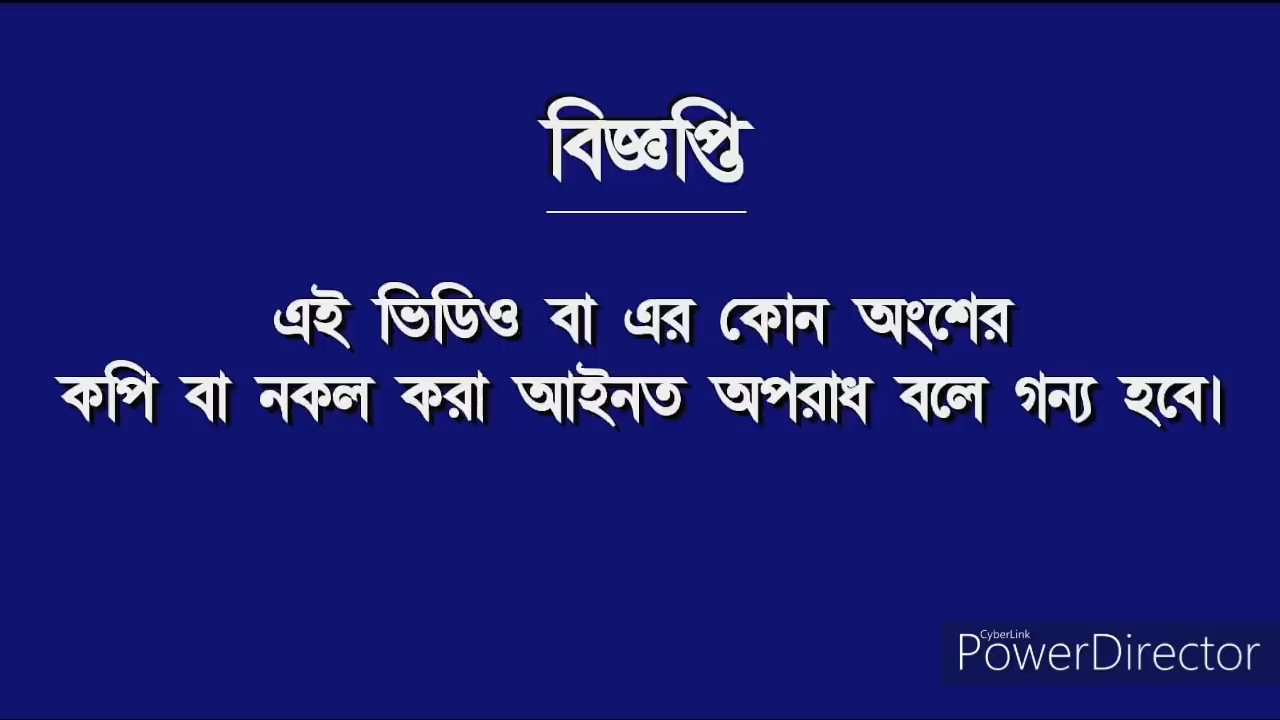 বিজ্ঞপ্তি
এই ভিডিও বা এর কোন অংশের
কপি বা নকল করা আইনত অপরাধ বলে গন্য হবে।
CyberLink
PowerDirector